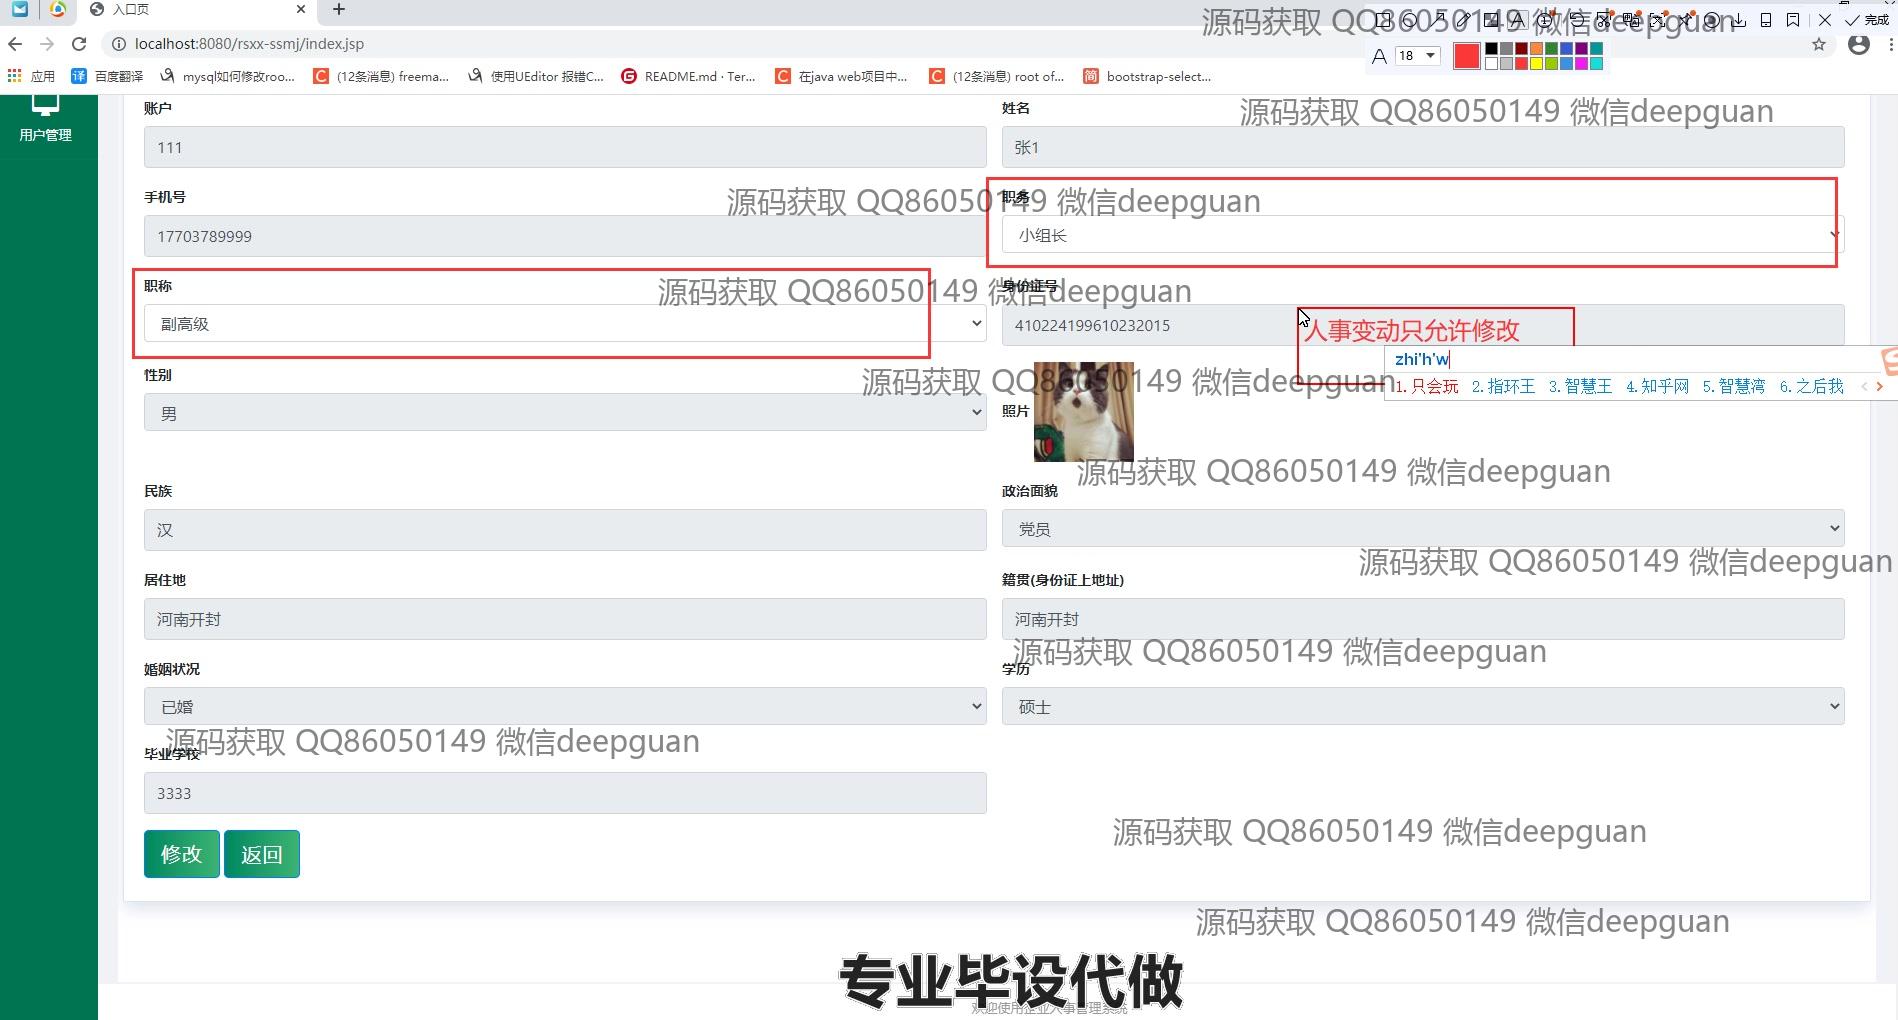 入口页
源码获取 QQ86050149 微信deepguan
完成
localhost:8080/rsxx-ssmj/index.jsp
A 18
应用 百度翻译 mysql如何修改roo... (12条消息) freema... 使用UEditor 报错C... README.md · Ter... 在java web项目中... (12条消息) root of... bootstrap-select...
用户管理
账户
姓名
源码获取 QQ86050149 微信deepguan
111
张1
手机号
职务
源码获取 QQ86050149 微信deepguan
17703789999
小组长
职称
身份证号
源码获取 QQ86050149 微信deepguan
副高级
410224199610232015
人事变动只允许修改
zhi'h'w
1.只会玩 2.指环王 3.智慧王 4.知乎网 5.智慧湾 6.之后我
性别
源码获取 QQ86050149 微信deepguan
男
照片
源码获取 QQ86050149 微信deepguan
民族
政治面貌
汉
党员
源码获取 QQ86050149 微信deepguan
居住地
籍贯(身份证上地址)
河南开封
河南开封
源码获取 QQ86050149 微信deepguan
婚姻状况
学历
已婚
硕士
源码获取 QQ86050149 微信deepguan
毕业学校
3333
源码获取 QQ86050149 微信deepguan
修改 返回
源码获取 QQ86050149 微信deepguan
专业毕设代做
欢迎使用企业人事管理系统